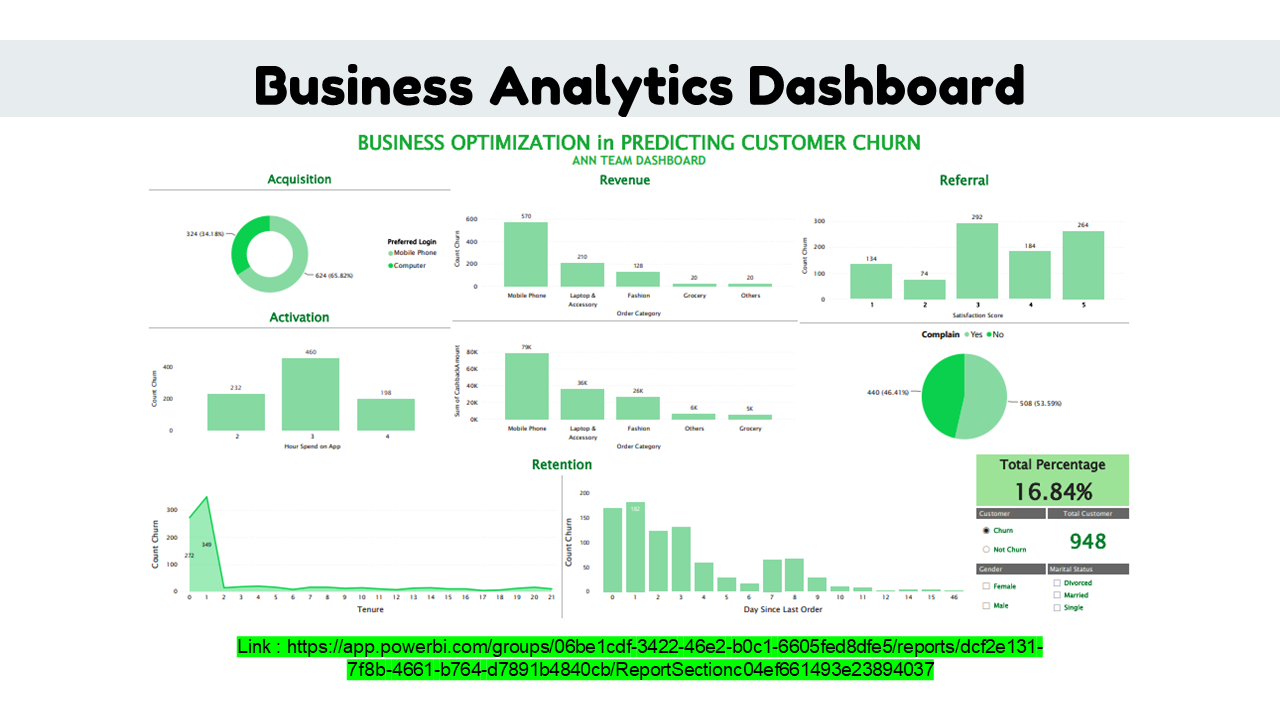 Business Analytics Dashboard
BUSINESS OPTIMIZATION in PREDICTING CUSTOMER CHURN
ANN TEAM DASHBOARD
Acquisition
324 (34.18%)
624 (65.82%)
Preferred Login
Mobile Phone
Computer
Activation
Count Churn
400
200
0
232
460
198
2 3 4
Hour Spend on App
Revenue
Count Churn
600
400
200
0
570
210
128
20
20
Mobile Phone
Laptop &
Accessory
Fashion
Grocery
Others
Order Category
Sum of CashbackAmount
80K
60K
40K
20K
0K
79K
36K
26K
6K
5K
Mobile Phone
Laptop &
Accessory
Fashion
Others
Grocery
Order Category
Referral
Count Churn
300
200
100
0
134
74
292
184
264
1 2 3 4 5
Satisfaction Score
Complain Yes No
440 (46.41%)
508 (53.59%)
Retention
Count Churn
300
200
100
0
272
349
0 1 2 3 4 5 6 7 8 9 10 11 12 13 14 15 16 17 18 19 20 21
Tenure
Count Churn
200
150
100
50
0
182
0 1 2 3 4 5 6 7 8 9 10 11 12 14 15 46
Day Since Last Order
Total Percentage
16.84%
Customer
Churn
Not Churn
Total Customer
948
Gender
Female
Male
Marital Status
Divorced
Married
Single
Link : https://app.powerbi.com/groups/06be1cdf-3422-46e2-b0c1-6605fed8dfe5/reports/dcf2e131-
7f8b-4661-b764-d7891b4840cb/ReportSectionc04ef661493e23894037